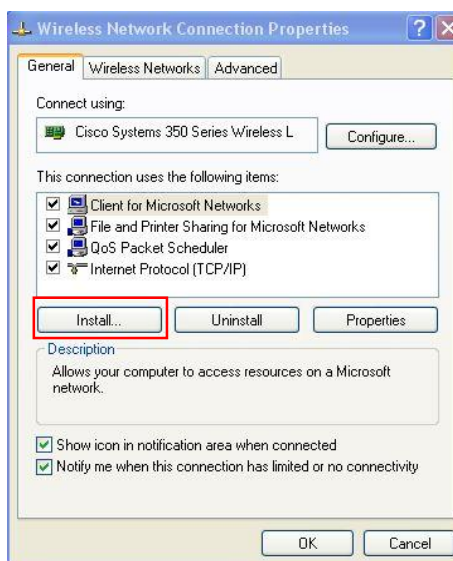 Wireless Network Connection Properties
General Wireless Networks Advanced
Connect using:
Cisco Systems 350 Series Wireless L
Configure...
This connection uses the following items:
Client for Microsoft Networks
File and Printer Sharing for Microsoft Networks
QoS Packet Scheduler
Internet Protocol (TCP/IP)
Install... Uninstall Properties
Description
Allows your computer to access resources on a Microsoft
network.
Show icon in notification area when connected
Notify me when this connection has limited or no connectivity
OK Cancel